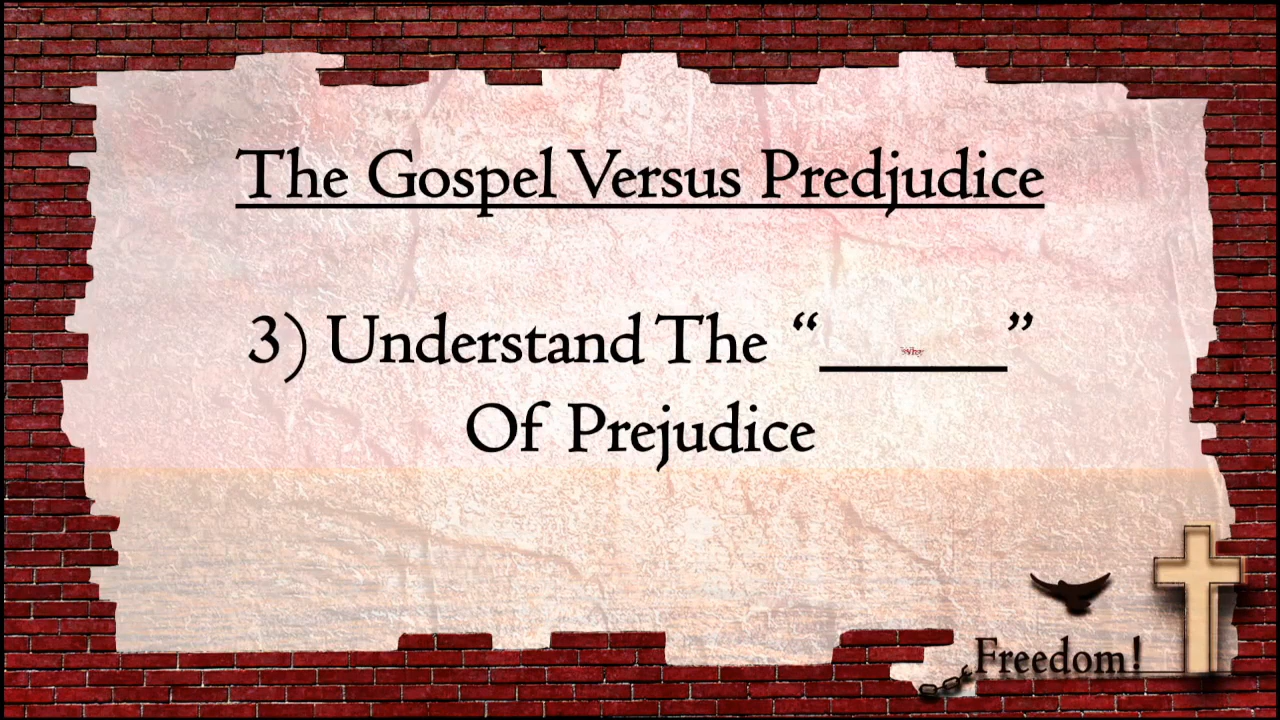 The Gospel Versus Predjudice
3) Understand The “______”
Of Prejudice
Freedom!